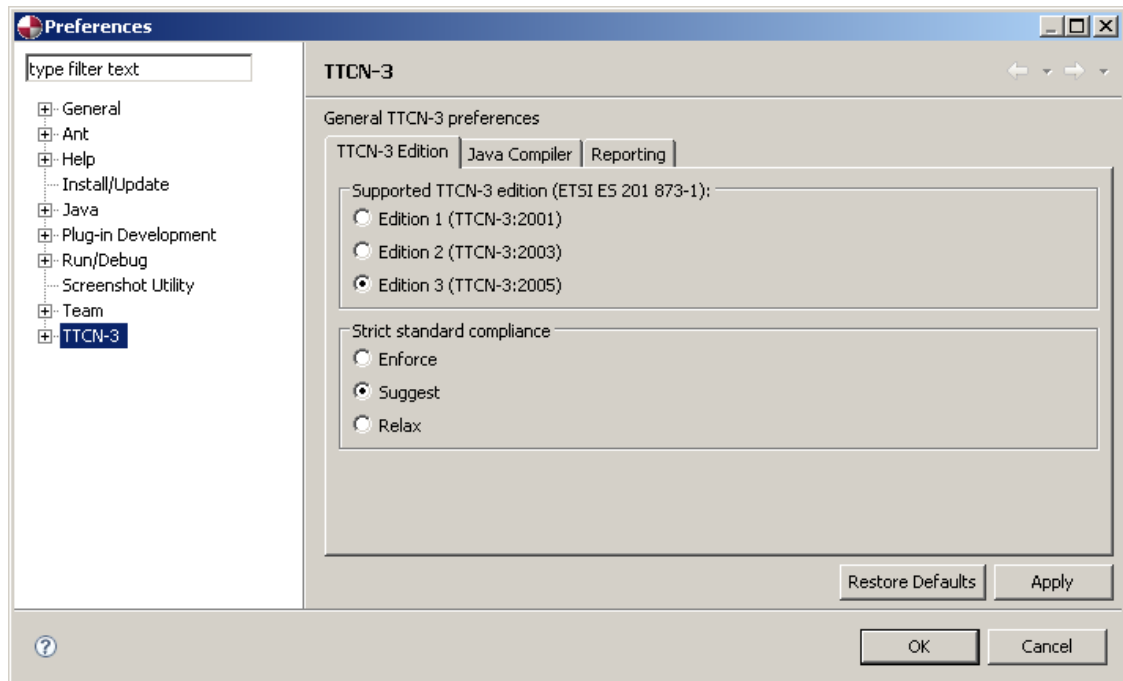 Preferences
type filter text
General
Ant
Help
Install/Update
Java
Plug-in Development
Run/Debug
Screenshot Utility
Team
TTCN-3
TTCN-3
General TTCN-3 preferences
TTCN-3 Edition Java Compiler Reporting
Supported TTCN-3 edition (ETSI ES 201 873-1):
Edition 1 (TTCN-3:2001)
Edition 2 (TTCN-3:2003)
Edition 3 (TTCN-3:2005)
Strict standard compliance
Enforce
Suggest
Relax
Restore Defaults Apply
? OK Cancel